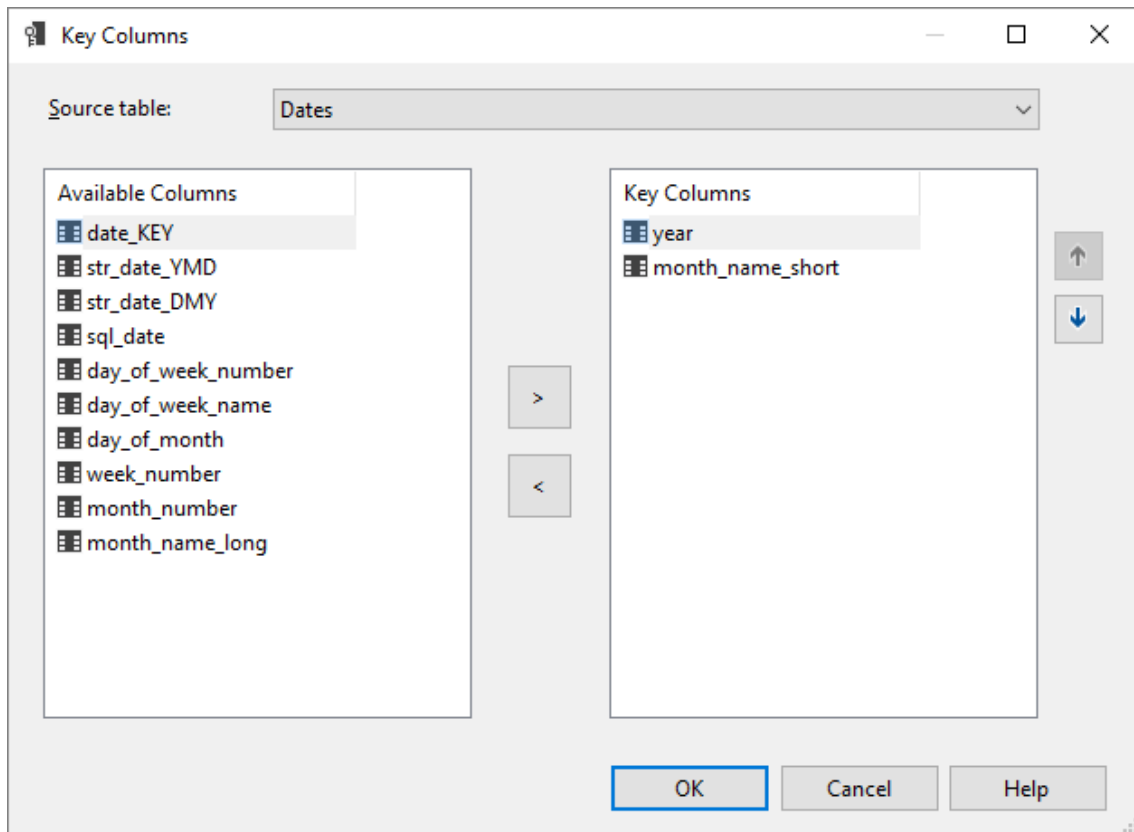 Key Columns
Source table:
Dates
Available Columns
date_KEY
str_date_YMD
str_date_DMY
sql_date
day_of_week_number
day_of_week_name
day_of_month
week_number
month_number
month_name_long
>
<
Key Columns
year
month_name_short
OK
Cancel
Help